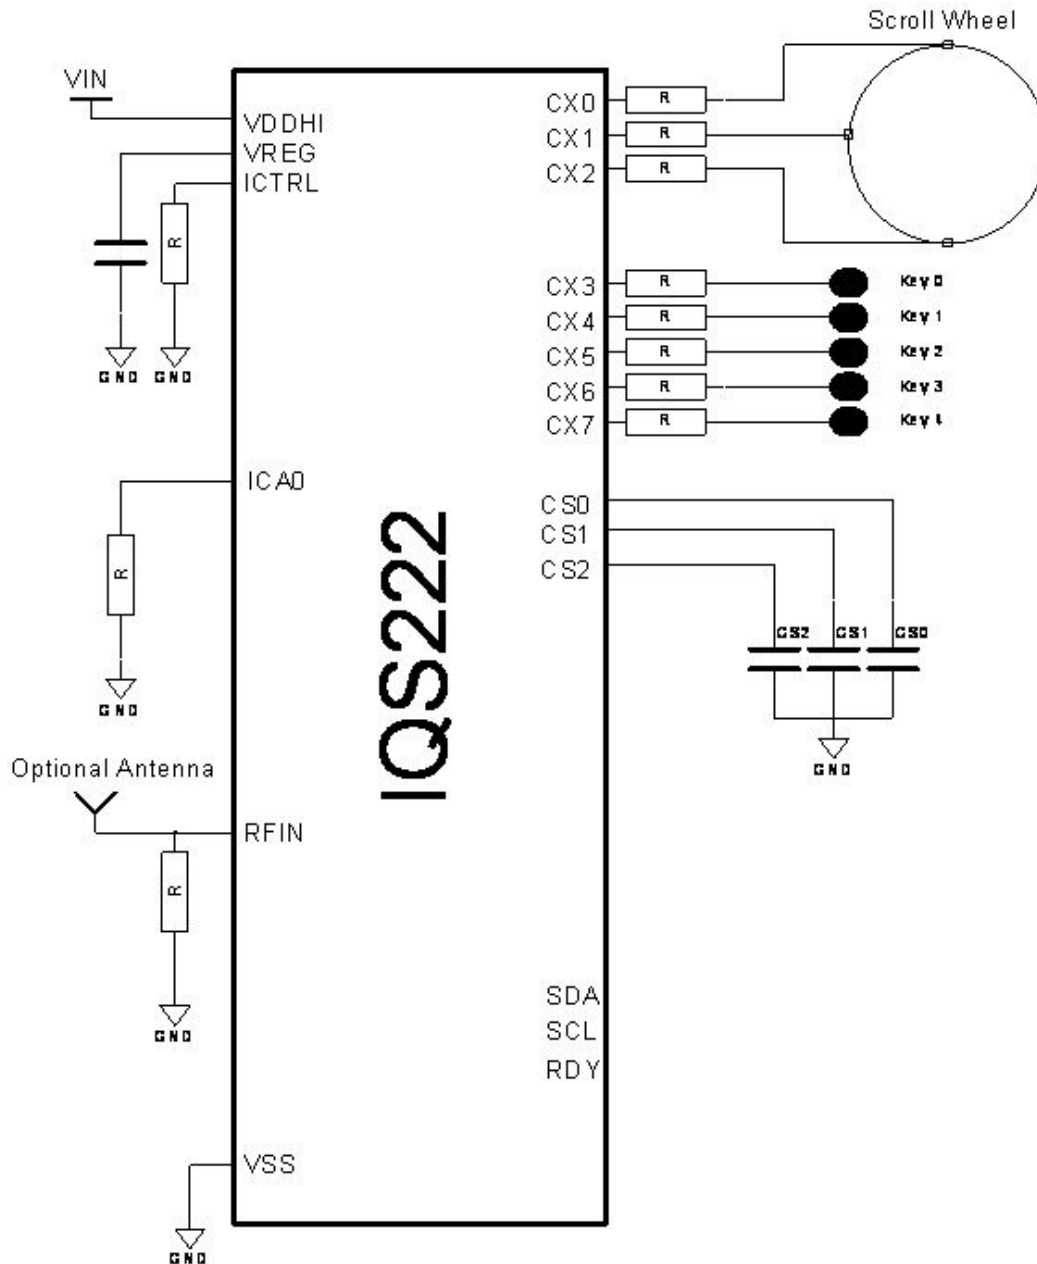 Scroll Wheel
VIN
VDDHI
VREG
ICTRL
R
GND
GND
CX0
R
CX1
R
CX2
R
CX3
R
Key 0
CX4
R
Key 1
CX5
R
Key 2
CX6
R
Key 3
CX7
R
Key 4
ICA0
R
GND
CS0
CS1
CS2
CS2
CS1
CS0
GND
IQS222
Optional Antenna
RFIN
R
GND
SDA
SCL
RDY
VSS
GND